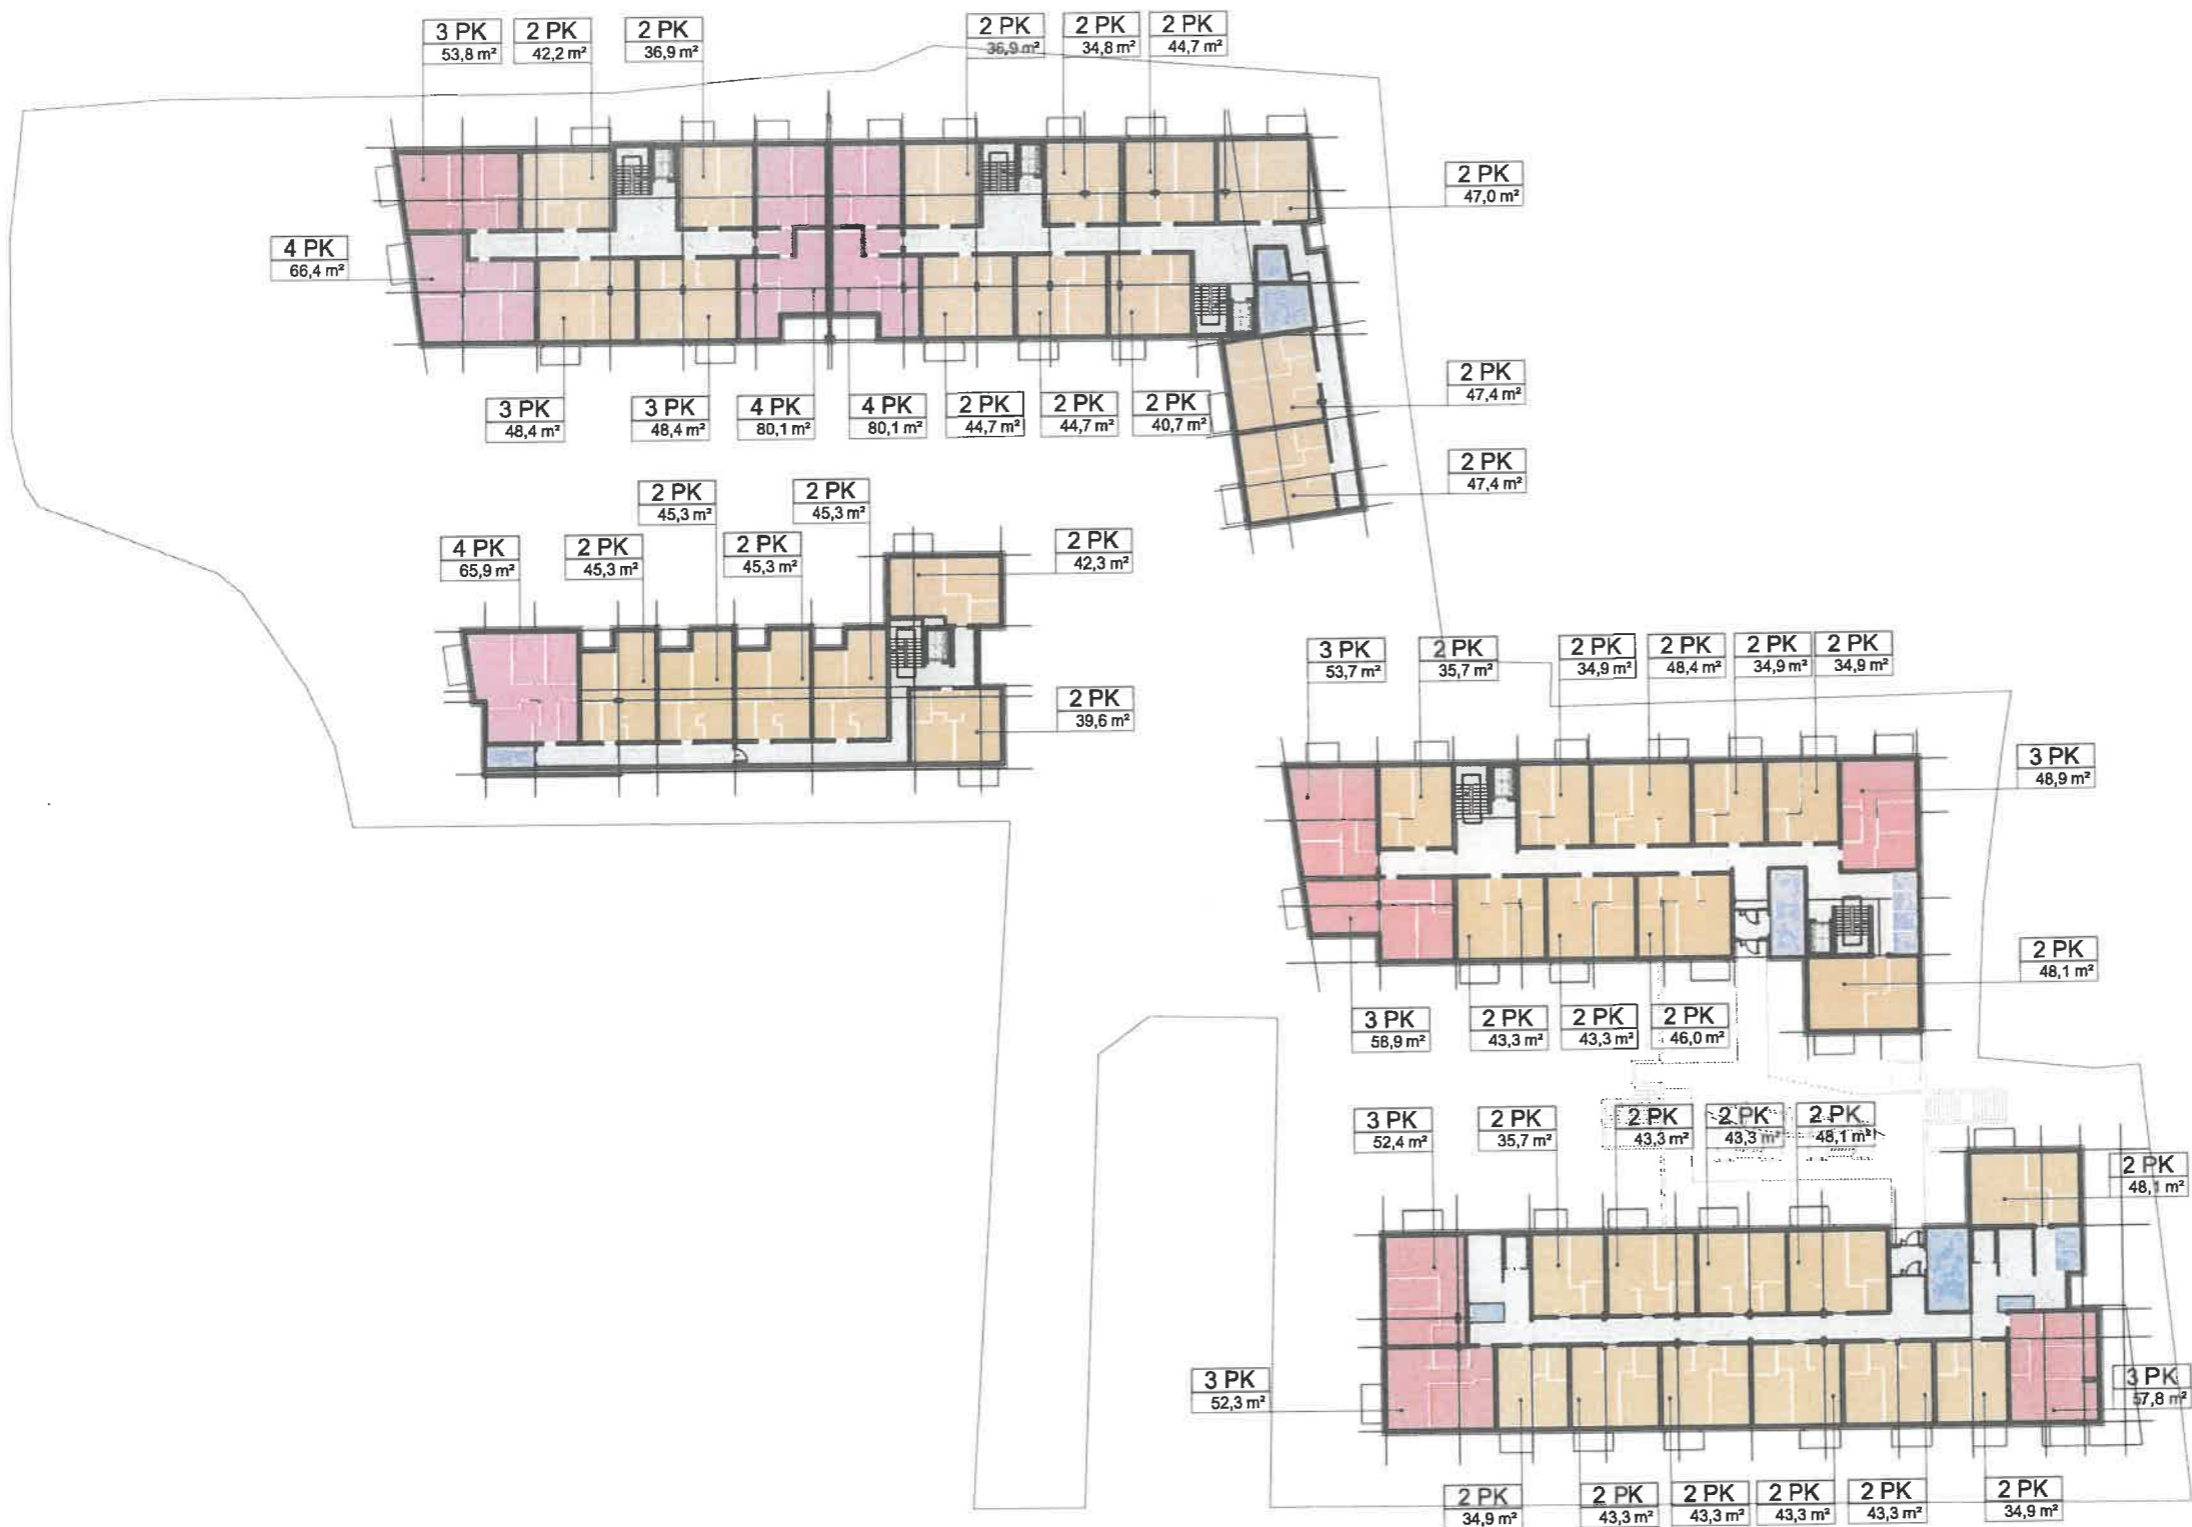 3 PK
53,8 m²
2 PK
42,2 m²
2 PK
36,9 m²
2 PK
36,9 m²
2 PK
34,8 m²
2 PK
44,7 m²
2 PK
47,0 m²
4 PK
66,4 m²
2 PK
47,4 m²
3 PK
48,4 m²
3 PK
48,4 m²
4 PK
80,1 m²
4 PK
80,1 m²
2 PK
44,7 m²
2 PK
44,7 m²
2 PK
40,7 m²
2 PK
47,4 m²
2 PK
45,3 m²
2 PK
45,3 m²
4 PK
65,9 m²
2 PK
45,3 m²
2 PK
45,3 m²
2 PK
42,3 m²
2 PK
39,6 m²
3 PK
53,7 m²
2 PK
35,7 m²
2 PK
34,9 m²
2 PK
48,4 m²
2 PK
34,9 m²
2 PK
34,9 m²
3 PK
48,9 m²
2 PK
48,1 m²
3 PK
58,9 m²
2 PK
43,3 m²
2 PK
43,3 m²
2 PK
46,0 m²
3 PK
52,4 m²
2 PK
35,7 m²
2 PK
43,3 m²
2 PK
43,3 m²
2 PK
48,1 m²
2 PK
48,1 m²
3 PK
52,3 m²
3 PK
57,8 m²
2 PK
34,9 m²
2 PK
43,3 m²
2 PK
43,3 m²
2 PK
43,3 m²
2 PK
43,3 m²
2 PK
34,9 m²